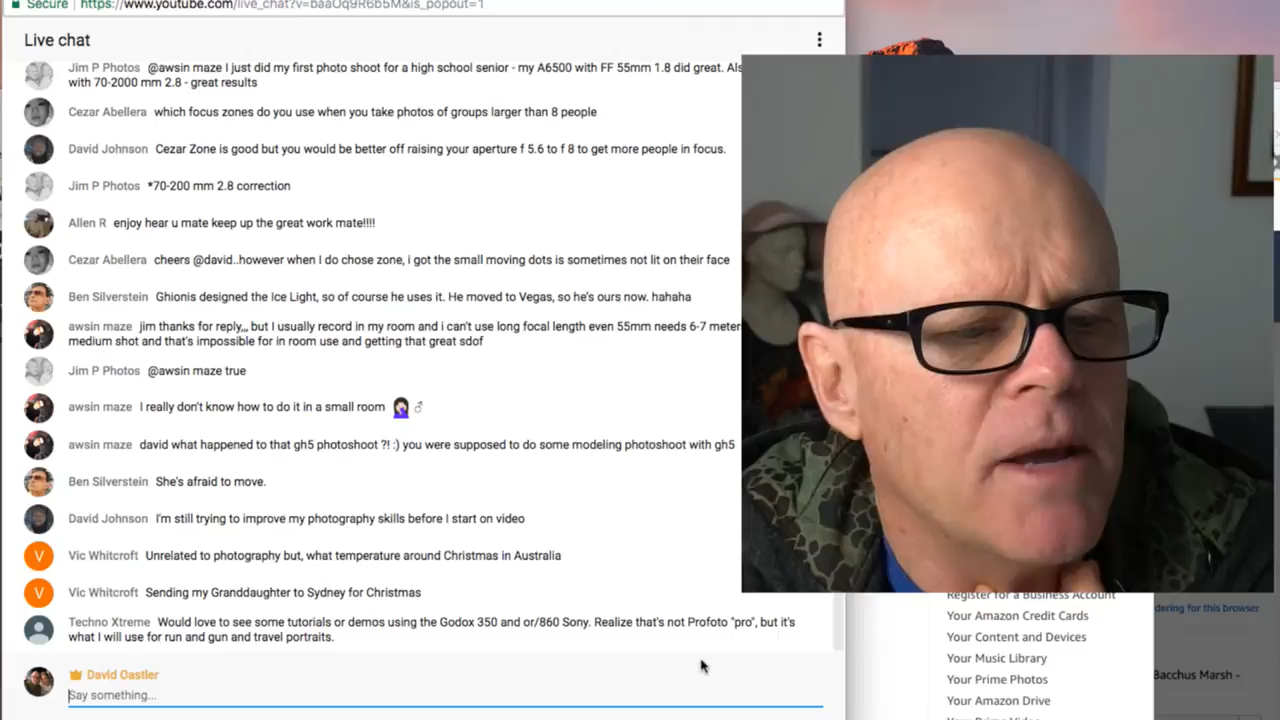 Secure https://www.youtube.com/live_chat?v=baaOq9R6b5M&is_popout=1
Live chat
Jim P Photos @awsin maze I just did my first photo shoot for a high school senior - my A6500 with FF 55mm 1.8 did great. Als
with 70-2000 mm 2.8 - great results
Cezar Abellera which focus zones do you use when you take photos of groups larger than 8 people
David Johnson Cezar Zone is good but you would be better off raising your aperture f 5.6 to f 8 to get more people in focus.
Jim P Photos *70-200 mm 2.8 correction
Allen R enjoy hear u mate keep up the great work mate!!!!
Cezar Abellera cheers @david..however when I do chose zone, i got the small moving dots is sometimes not lit on their face
Ben Silverstein Ghionis designed the Ice Light, so of course he uses it. He moved to Vegas, so he's ours now. hahaha
awsin maze jim thanks for reply,,, but I usually record in my room and i can't use long focal length even 55mm needs 6-7 meter
medium shot and that's impossible for in room use and getting that great sdof
Jim P Photos @awsin maze true
awsin maze I really don't know how to do it in a small room 🤦🏻‍♂
awsin maze david what happened to that gh5 photoshoot ?! :) you were supposed to do some modeling photoshoot with gh5
Ben Silverstein She's afraid to move.
David Johnson I'm still trying to improve my photography skills before I start on video
V Vic Whitcroft Unrelated to photography but, what temperature around Christmas in Australia
V Vic Whitcroft Sending my Granddaughter to Sydney for Christmas
Techno Xtreme Would love to see some tutorials or demos using the Godox 350 and or/860 Sony. Realize that's not Profoto "pro", but it's
what I will use for run and gun and travel portraits.
David Oastler
Say something...
Register for a Business Account
Your Amazon Credit Cards
Your Content and Devices
Your Music Library
Your Prime Photos
Your Amazon Drive
Your Prime Video
dering for this browser
Bacchus Marsh -